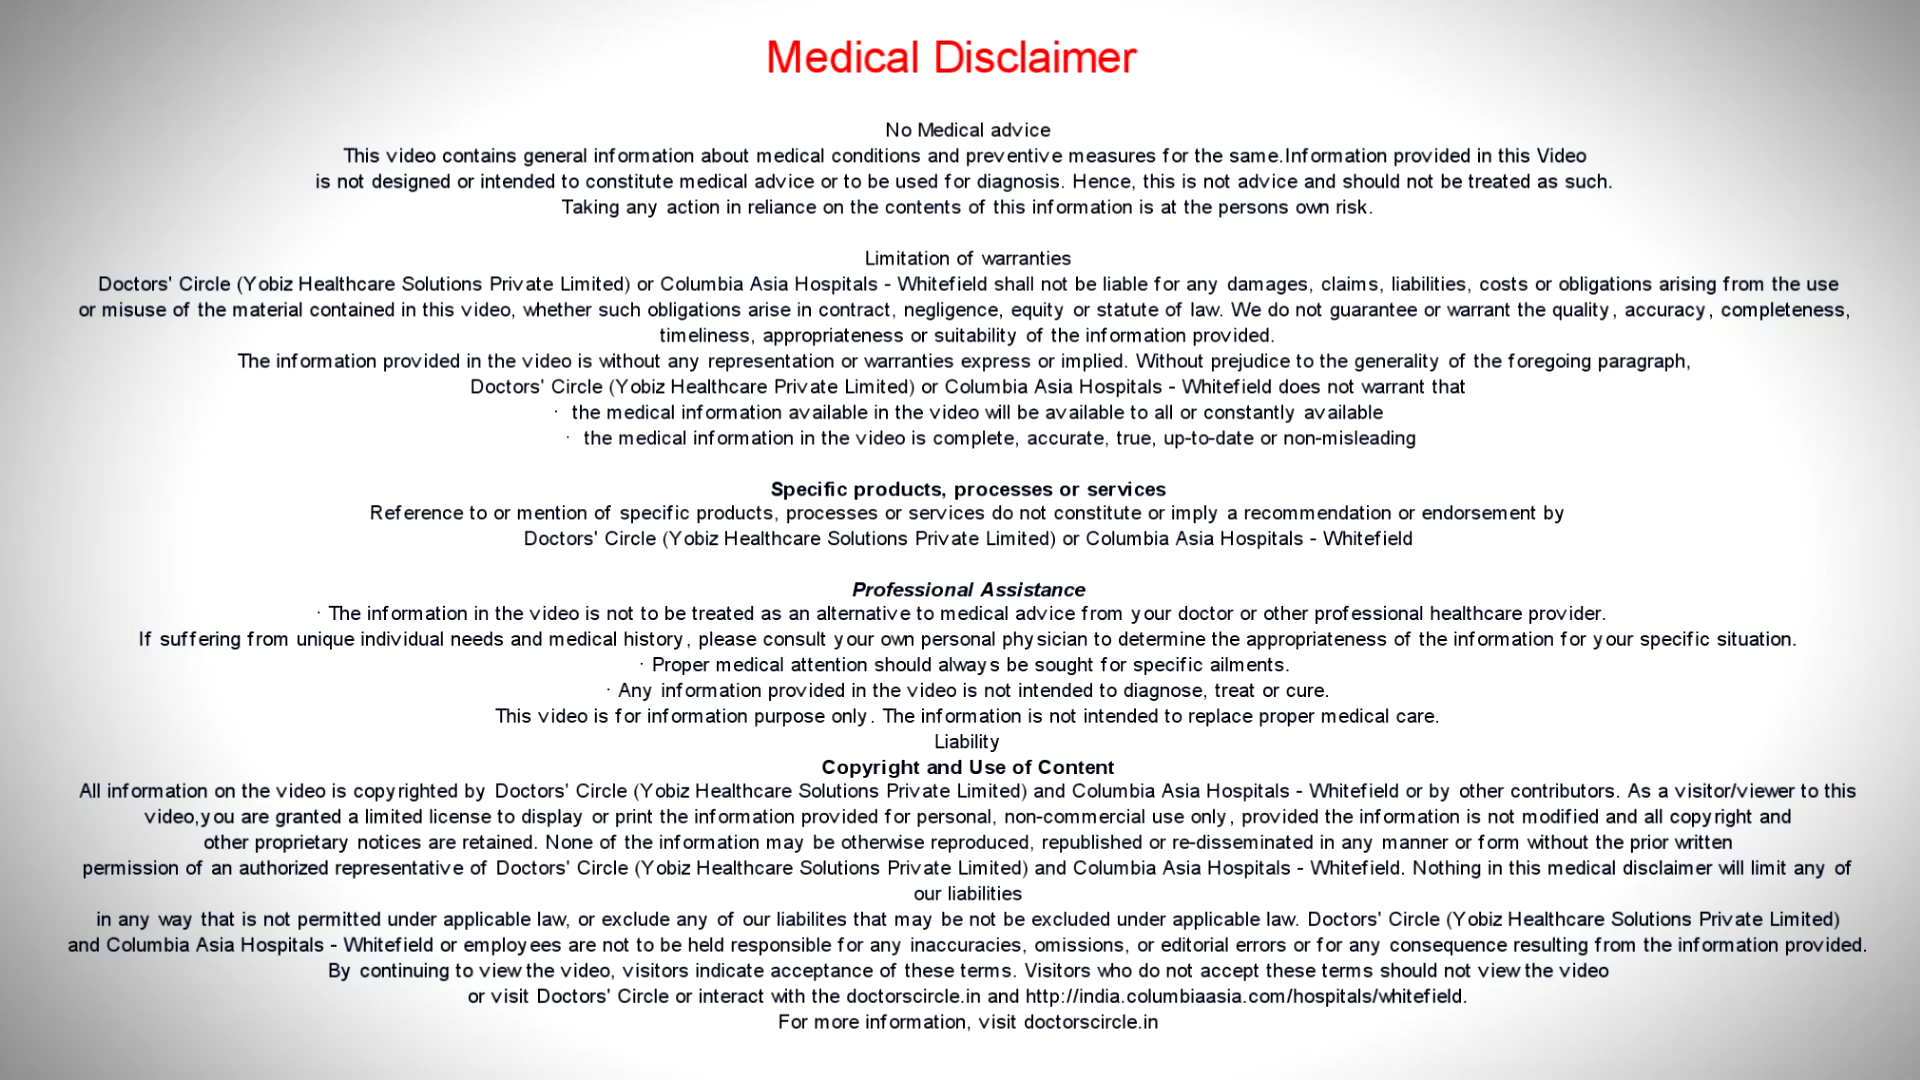 Medical Disclaimer
No Medical advice
This video contains general information about medical conditions and preventive measures for the same.Information provided in this Video
is not designed or intended to constitute medical advice or to be used for diagnosis. Hence, this is not advice and should not be treated as such.
Taking any action in reliance on the contents of this information is at the persons own risk.
Limitation of warranties
Doctors' Circle (Yobiz Healthcare Solutions Private Limited) or Columbia Asia Hospitals - Whitefield shall not be liable for any damages, claims, liabilities, costs or obligations arising from the use
or misuse of the material contained in this video, whether such obligations arise in contract, negligence, equity or statute of law. We do not guarantee or warrant the quality, accuracy, completeness,
timeliness, appropriateness or suitability of the information provided.
The information provided in the video is without any representation or warranties express or implied. Without prejudice to the generality of the foregoing paragraph,
Doctors' Circle (Yobiz Healthcare Private Limited) or Columbia Asia Hospitals - Whitefield does not warrant that
· the medical information available in the video will be available to all or constantly available
· the medical information in the video is complete, accurate, true, up-to-date or non-misleading
Specific products, processes or services
Reference to or mention of specific products, processes or services do not constitute or imply a recommendation or endorsement by
Doctors' Circle (Yobiz Healthcare Solutions Private Limited) or Columbia Asia Hospitals - Whitefield
Professional Assistance
· The information in the video is not to be treated as an alternative to medical advice from your doctor or other professional healthcare provider.
If suffering from unique individual needs and medical history, please consult your own personal physician to determine the appropriateness of the information for your specific situation.
· Proper medical attention should always be sought for specific ailments.
· Any information provided in the video is not intended to diagnose, treat or cure.
This video is for information purpose only. The information is not intended to replace proper medical care.
Liability
Copyright and Use of Content
All information on the video is copyrighted by Doctors' Circle (Yobiz Healthcare Solutions Private Limited) and Columbia Asia Hospitals - Whitefield or by other contributors. As a visitor/viewer to this
video,you are granted a limited license to display or print the information provided for personal, non-commercial use only, provided the information is not modified and all copyright and
other proprietary notices are retained. None of the information may be otherwise reproduced, republished or re-disseminated in any manner or form without the prior written
permission of an authorized representative of Doctors' Circle (Yobiz Healthcare Solutions Private Limited) and Columbia Asia Hospitals - Whitefield. Nothing in this medical disclaimer will limit any of
our liabilities
in any way that is not permitted under applicable law, or exclude any of our liabilites that may be not be excluded under applicable law. Doctors' Circle (Yobiz Healthcare Solutions Private Limited)
and Columbia Asia Hospitals - Whitefield or employees are not to be held responsible for any inaccuracies, omissions, or editorial errors or for any consequence resulting from the information provided.
By continuing to view the video, visitors indicate acceptance of these terms. Visitors who do not accept these terms should not view the video
or visit Doctors' Circle or interact with the doctorscircle.in and http://india.columbiaasia.com/hospitals/whitefield.
For more information, visit doctorscircle.in